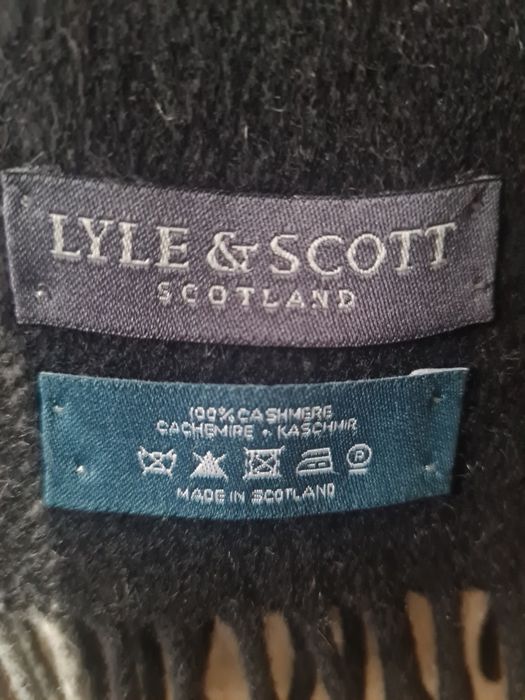 LYLE & SCOTT
SCOTLAND
100% CASHMERE
CACHEMIRE • KASCHMIR
P
MADE IN SCOTLAND